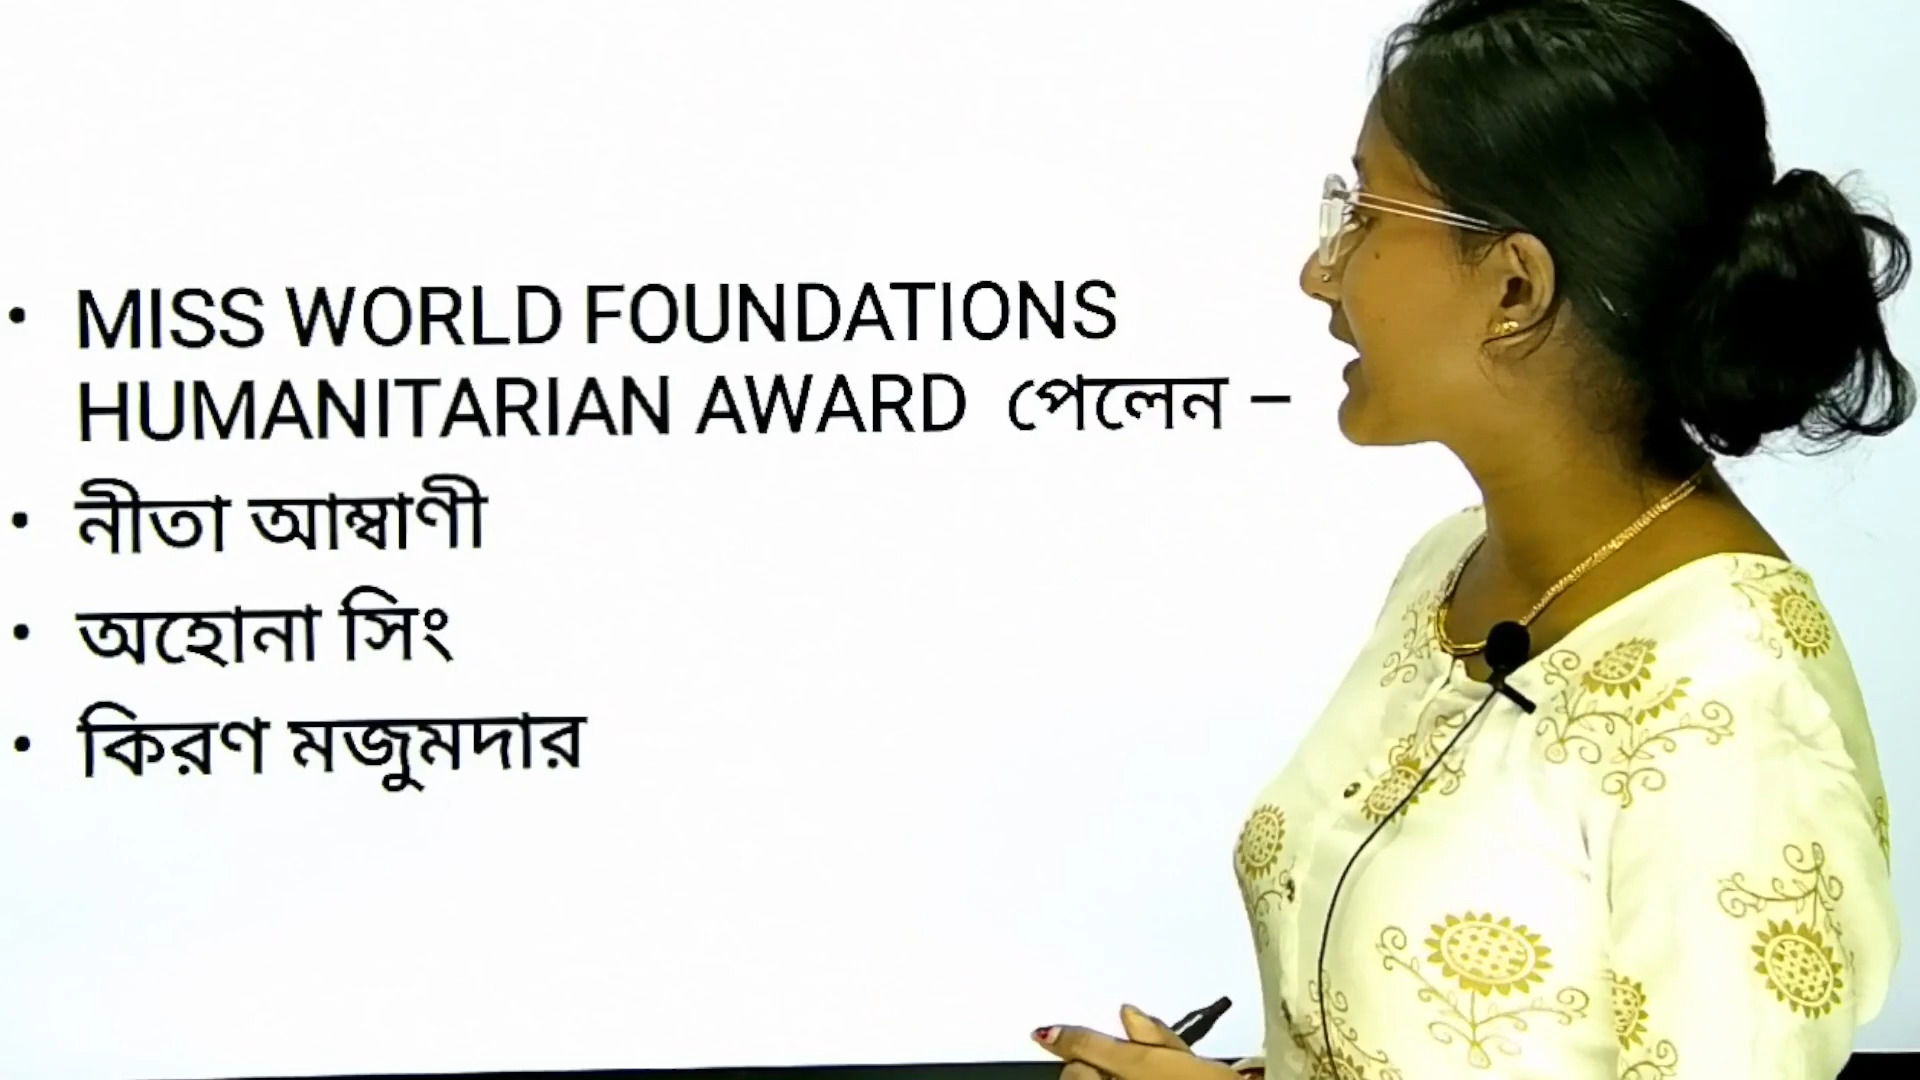 • MISS WORLD FOUNDATIONS
HUMANITARIAN AWARD পেলেন –
• নীতা আম্বাণী
• অহোনা সিং
• কিরণ মজুমদার